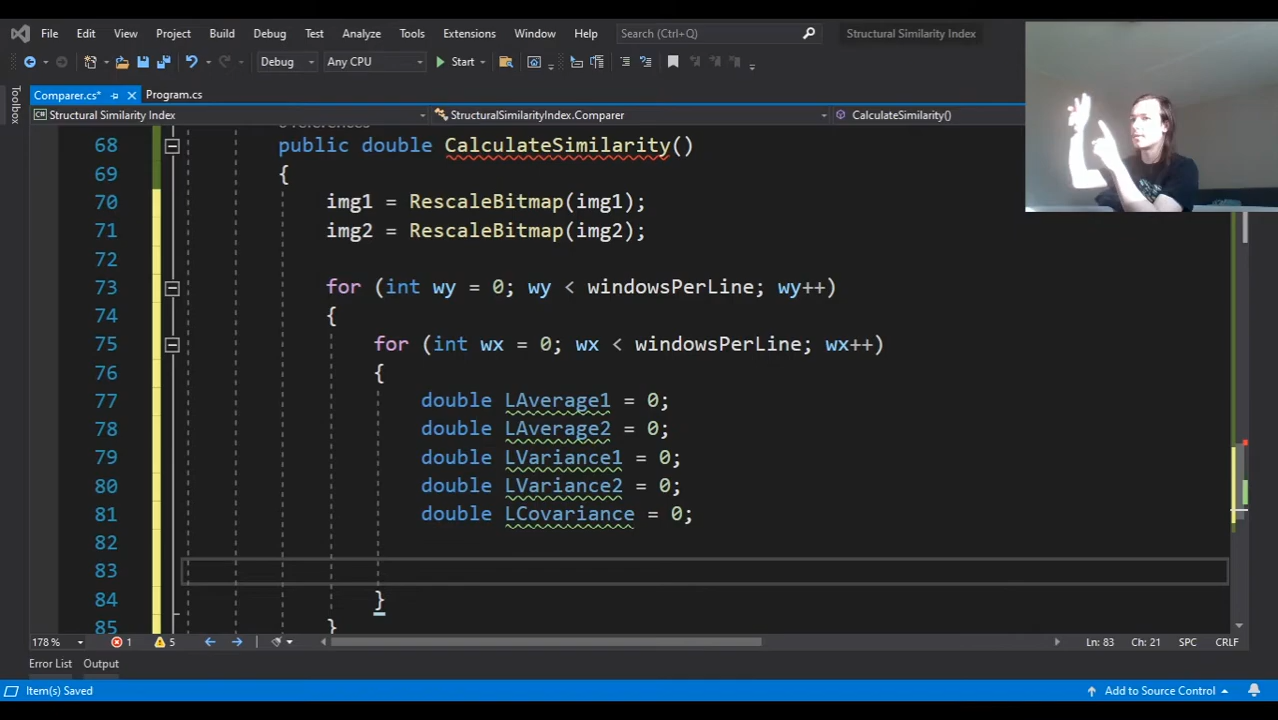 File Edit View Project Build Debug Test Analyze Tools Extensions Window Help Search (Ctrl+Q) Structural Similarity Index
Debug Any CPU Start
Toolbox
Comparer.cs* Program.cs
Structural Similarity Index StructuralSimilarityIndex.Comparer CalculateSimilarity()
68 public double CalculateSimilarity()
69 {
70 img1 = RescaleBitmap(img1);
71 img2 = RescaleBitmap(img2);
72
73 for (int wy = 0; wy < windowsPerLine; wy++)
74 {
75 for (int wx = 0; wx < windowsPerLine; wx++)
76 {
77 double LAverage1 = 0;
78 double LAverage2 = 0;
79 double LVariance1 = 0;
80 double LVariance2 = 0;
81 double LCovariance = 0;
82
83
84 }
85 }
178 % 1 5 Ln: 83 Ch: 21 SPC CRLF
Error List Output
Item(s) Saved Add to Source Control